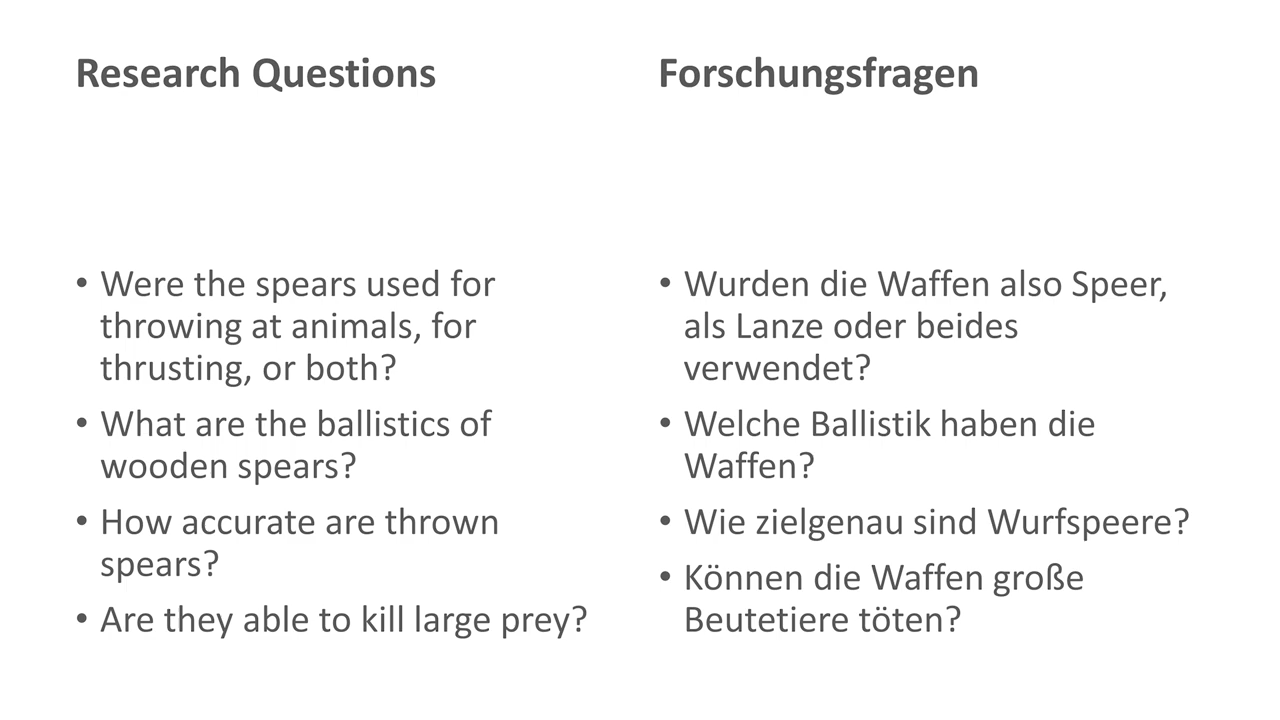 Research Questions
• Were the spears used for
throwing at animals, for
thrusting, or both?
• What are the ballistics of
wooden spears?
• How accurate are thrown
spears?
• Are they able to kill large prey?
Forschungsfragen
• Wurden die Waffen also Speer,
als Lanze oder beides
verwendet?
• Welche Ballistik haben die
Waffen?
• Wie zielgenau sind Wurfspeere?
• Können die Waffen große
Beutetiere töten?